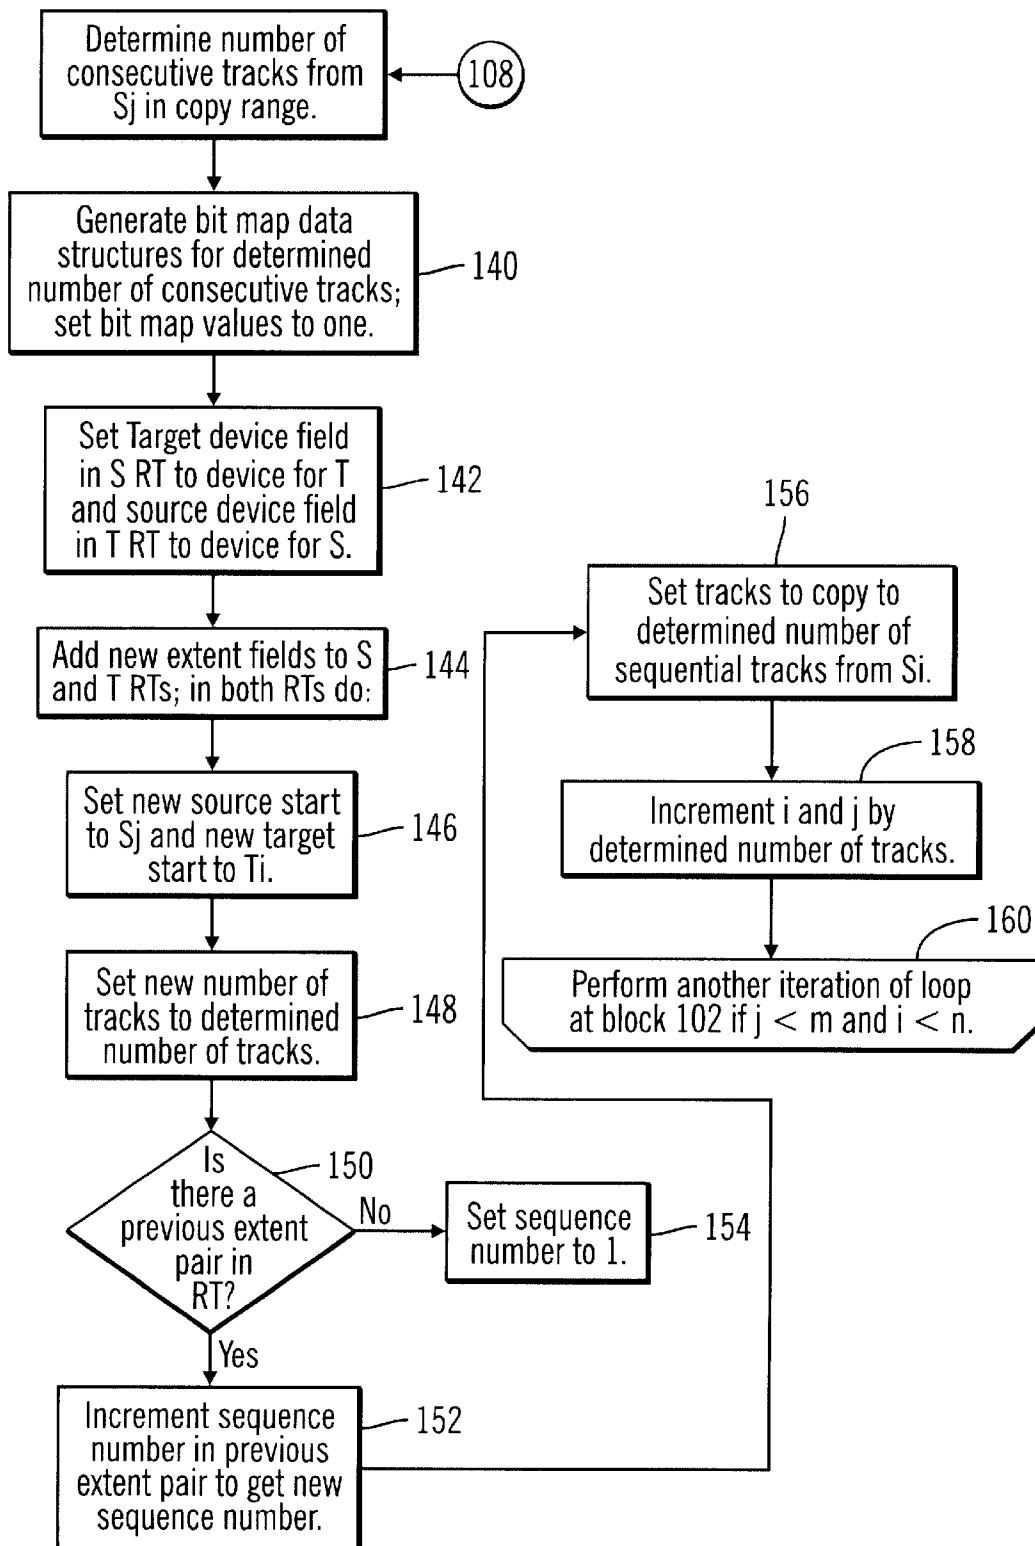 Determine number of
consecutive tracks from
Sj in copy range.
108
Generate bit map data
structures for determined
number of consecutive tracks;
set bit map values to one.
140
Set Target device field
in S RT to device for T
and source device field
in T RT to device for S.
142
Add new extent fields to S
and T RTs; in both RTs do:
144
Set new source start
to Sj and new target
start to Ti.
146
Set new number of
tracks to determined
number of tracks.
148
Is
there a
previous extent
pair in
RT?
150
No
Set sequence
number to 1.
154
Yes
Increment sequence
number in previous
extent pair to get new
sequence number.
152
156
Set tracks to copy to
determined number of
sequential tracks from Si.
158
Increment i and j by
determined number of tracks.
160
Perform another iteration of loop
at block 102 if j < m and i < n.